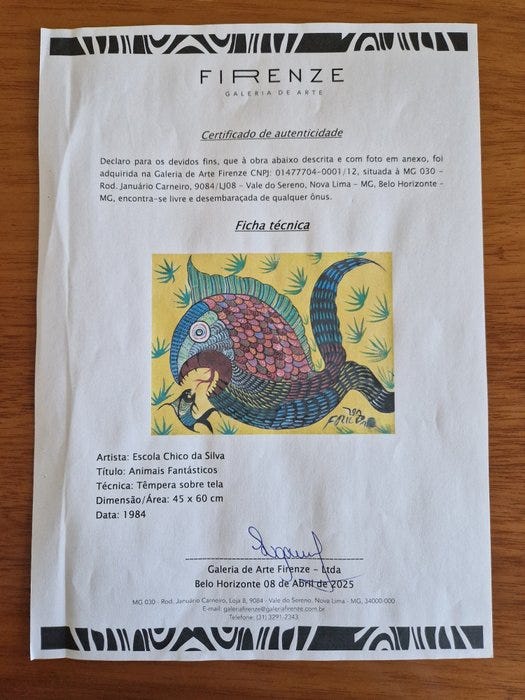 FIRENZE
GALERIA DE ARTE
Certificado de autenticidade
Declaro para os devidos fins, que à obra abaixo descrita e com foto em anexo, foi
adquirida na Galeria de Arte Firenze CNPJ: 01477704-0001/12, situada à MG 030 –
Rod. Januário Carneiro, 9084/LJ08 – Vale do Sereno, Nova Lima – MG, Belo Horizonte -
MG, encontra-se livre e desembaraçada de qualquer ônus.
Ficha técnica
Artista: Escola Chico da Silva
Título: Animais Fantásticos
Técnica: Têmpera sobre tela
Dimensão/Área: 45 x 60 cm
Data: 1984
Galeria de Arte Firenze – Ltda
Belo Horizonte 08 de Abril de 2025
MG 030 - Rod. Januário Carneiro, Loja 8, 9084 - Vale do Sereno, Nova Lima - MG, 34000-000
E-mail: galeriafirenze@galeriafirenze.com.br
Telefone: (31) 3291-2343